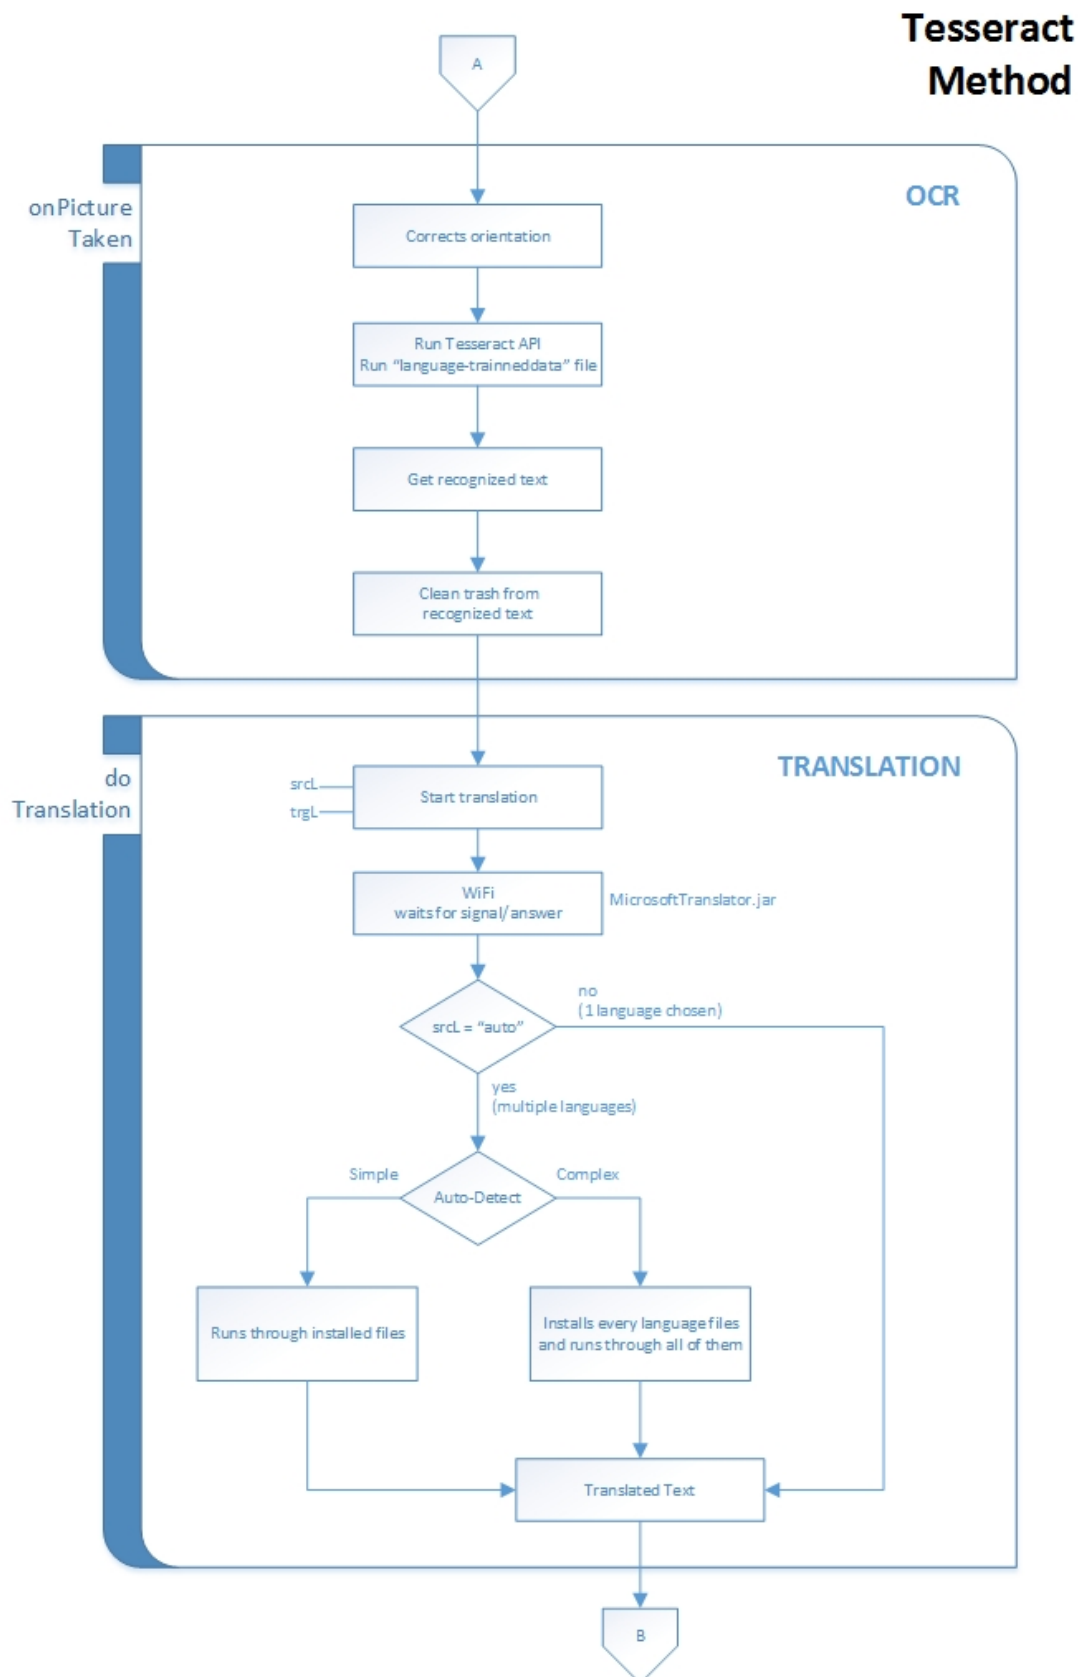 Tesseract
Method
A
onPicture
Taken
OCR
Corrects orientation
Run Tesseract API
Run “language-trainneddata” file
Get recognized text
Clean trash from
recognized text
do
Translation
TRANSLATION
srcL
trgL
Start translation
WiFi
waits for signal/answer
MicrosoftTranslator.jar
srcL = “auto”
no
(1 language chosen)
yes
(multiple languages)
Simple
Auto-Detect
Complex
Runs through installed files
Installs every language files
and runs through all of them
Translated Text
B